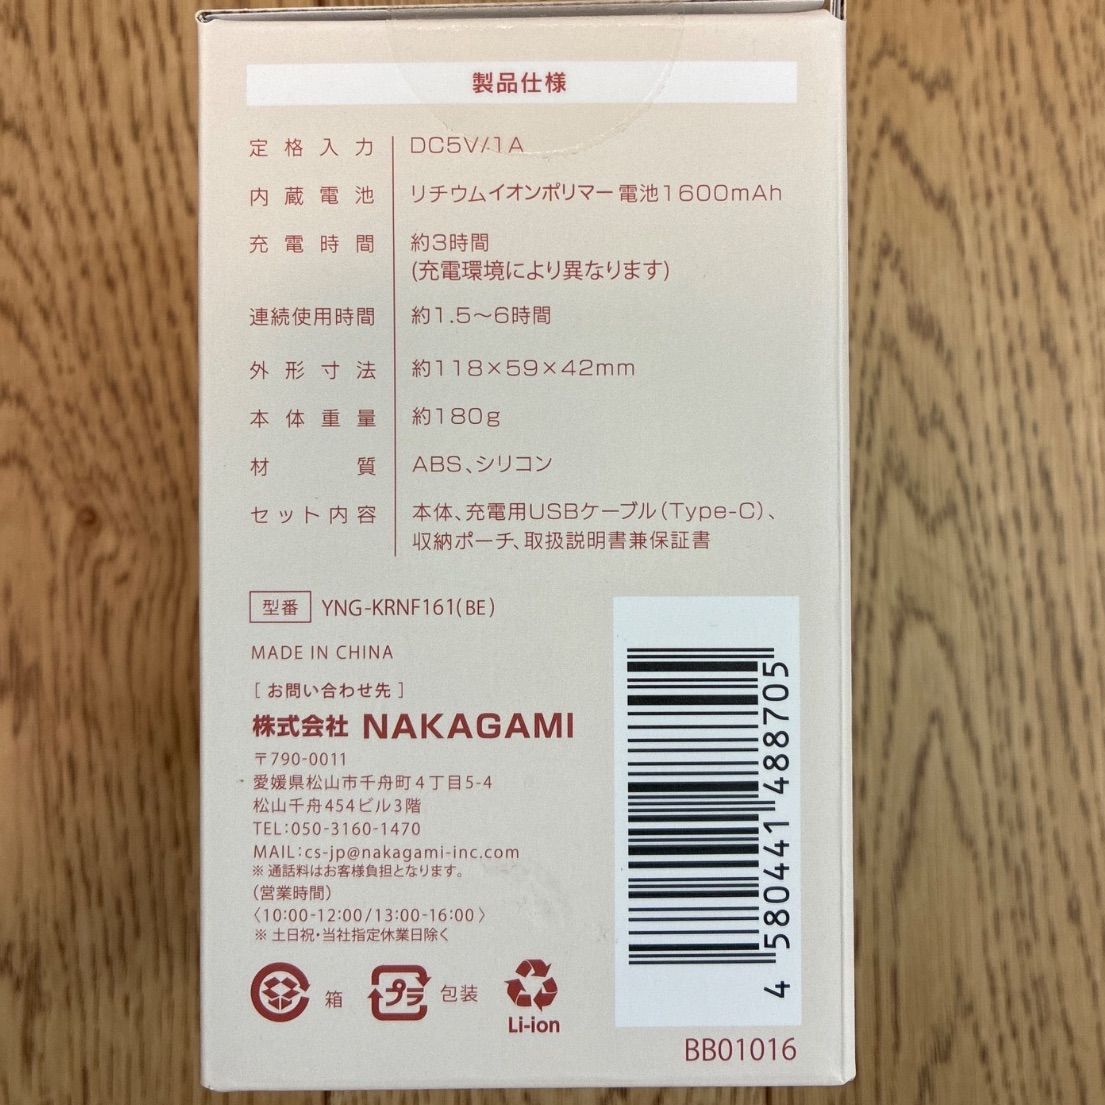 製品仕様
定格入力 DC5V/1A
内蔵電池 リチウムイオンポリマー電池1600mAh
充電時間 約3時間
(充電環境により異なります)
連続使用時間 約1.5〜6時間
外形寸法 約118×59×42mm
本体重量 約180g
材質 ABS、シリコン
セット内容 本体、充電用USBケーブル(Type-C)、
収納ポーチ、取扱説明書兼保証書
型番 YNG-KRNF161(BE)
MADE IN CHINA
[お問い合わせ先]
株式会社 NAKAGAMI
〒790-0011
愛媛県松山市千舟町4丁目5-4
松山千舟454ビル3階
TEL:050-3160-1470
MAIL:cs-jp@nakagami-inc.com
※通話料はお客様負担となります。
(営業時間)
〈10:00-12:00/13:00-16:00〉
※土日祝・当社指定休業日除く
箱 プラ 包装 Li-ion
4 580441 488705
BB01016